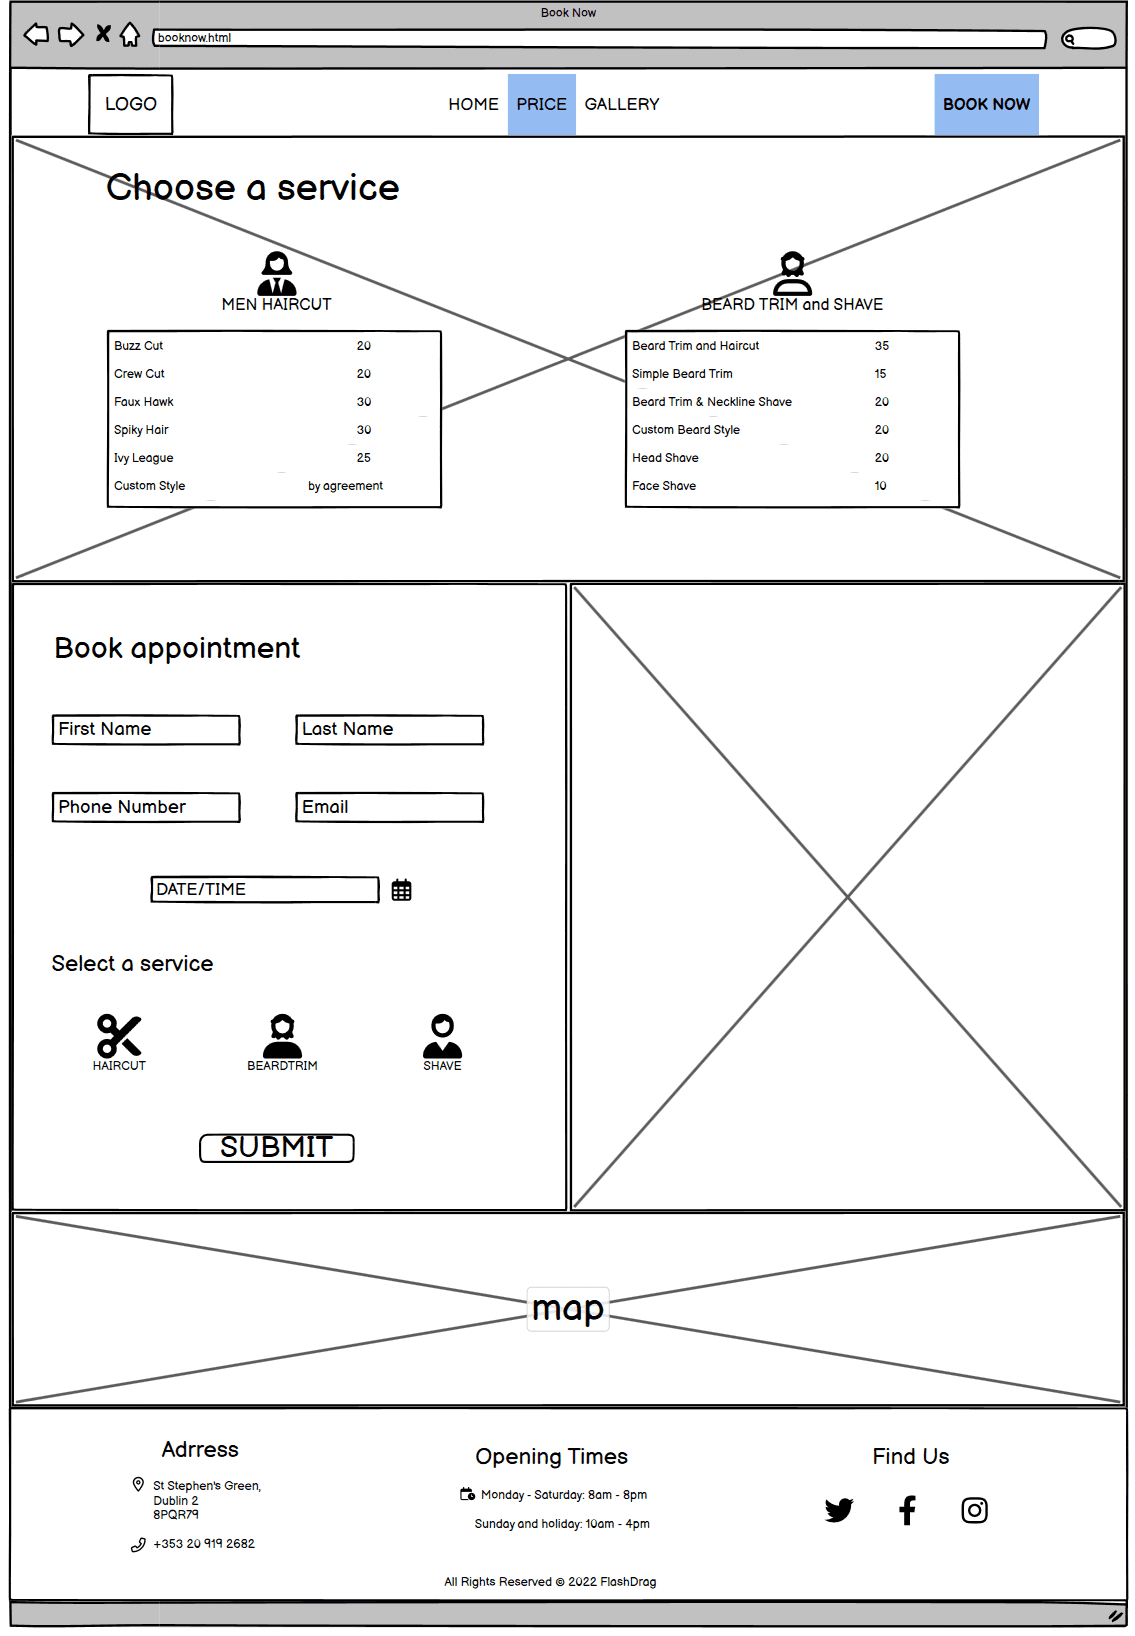 Book Now
booknow.html
LOGO
HOME
PRICE
GALLERY
BOOK NOW
Choose a service
MEN HAIRCUT
Buzz Cut 20
Crew Cut 20
Faux Hawk 30
Spiky Hair 30
Ivy League 25
Custom Style by agreement
BEARD TRIM and SHAVE
Beard Trim and Haircut 35
Simple Beard Trim 15
Beard Trim & Neckline Shave 20
Custom Beard Style 20
Head Shave 20
Face Shave 10
Book appointment
First Name
Last Name
Phone Number
Email
DATE/TIME
Select a service
HAIRCUT
BEARDTRIM
SHAVE
SUBMIT
map
Adrress
St Stephen's Green,
Dublin 2
8PQR79
+353 20 919 2682
Opening Times
Monday - Saturday: 8am - 8pm
Sunday and holiday: 10am - 4pm
Find Us
All Rights Reserved © 2022 FlashDrag